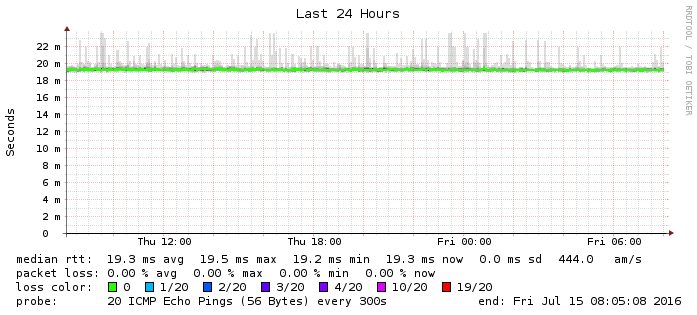 Last 24 Hours
RRDTOOL / TOBI OETIKER
Seconds
22 m
20 m
18 m
16 m
14 m
12 m
10 m
8 m
6 m
4 m
2 m
0
Thu 12:00 Thu 18:00 Fri 00:00 Fri 06:00
median rtt: 19.3 ms avg 19.5 ms max 19.2 ms min 19.3 ms now 0.0 ms sd 444.0 am/s
packet loss: 0.00 % avg 0.00 % max 0.00 % min 0.00 % now
loss color: 0 1/20 2/20 3/20 4/20 10/20 19/20
probe: 20 ICMP Echo Pings (56 Bytes) every 300s end: Fri Jul 15 08:05:08 2016